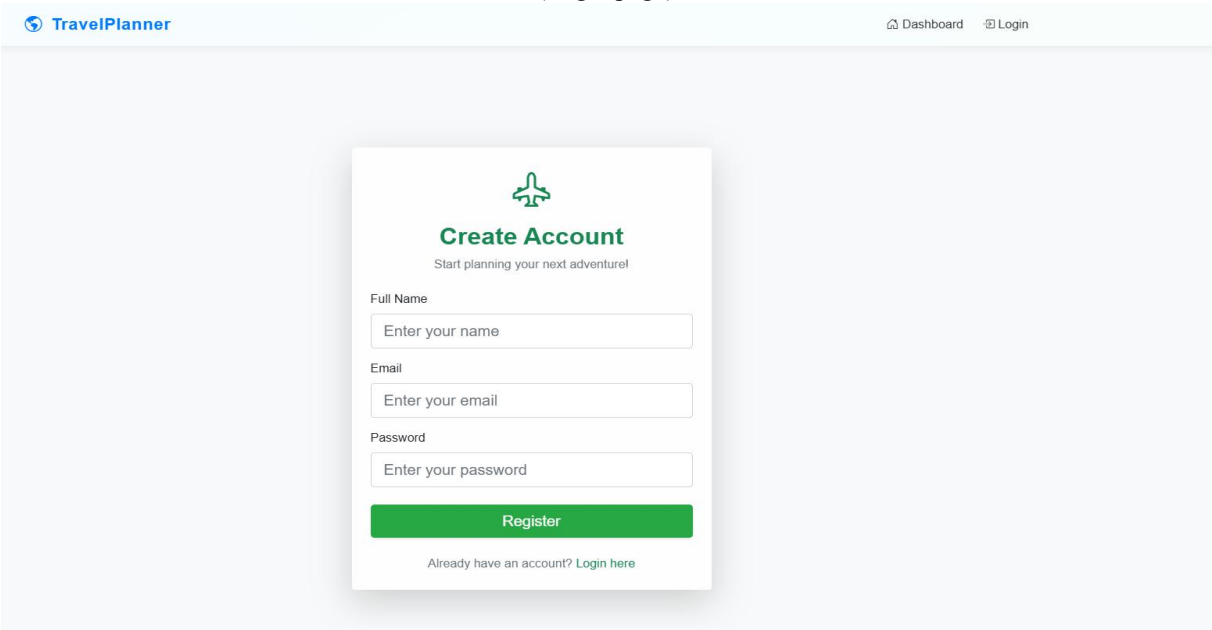 TravelPlanner
Dashboard Login
Create Account
Start planning your next adventure!
Full Name
Enter your name
Email
Enter your email
Password
Enter your password
Register
Already have an account? Login here